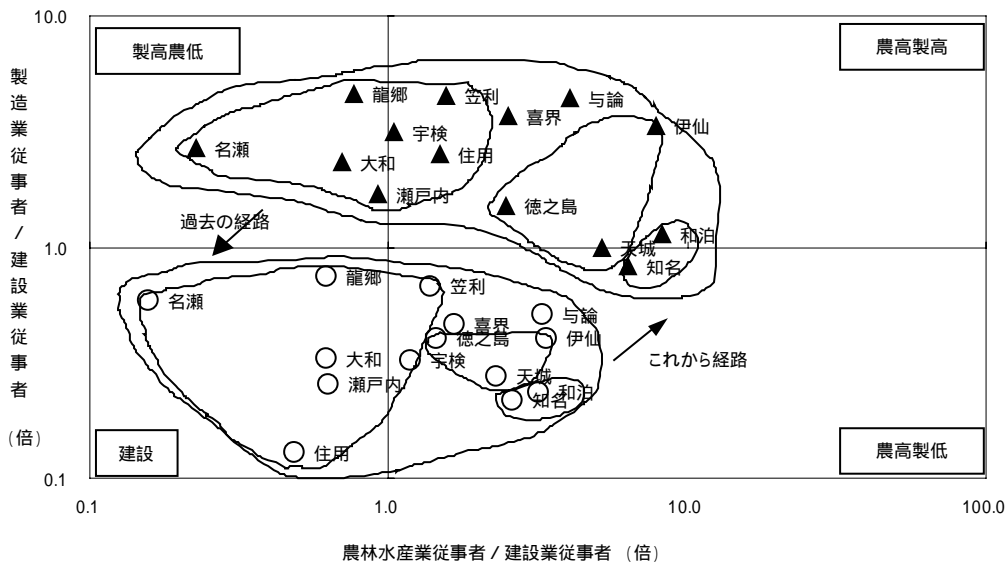 10.0
製高農低
農高製高
製造業従事者/建設業従事者
(倍)
龍郷
笠利
与論
喜界
伊仙
宇検
名瀬
住用
大和
瀬戸内
徳之島
過去の経路
和泊
1.0
天城
知名
龍郷
笠利
名瀬
与論
喜界
徳之島
伊仙
大和
宇検
これから経路
瀬戸内
天城
和泊
知名
住用
建設
農高製低
0.1
0.1
1.0
10.0
100.0
農林水産業従事者/建設業従事者 (倍)